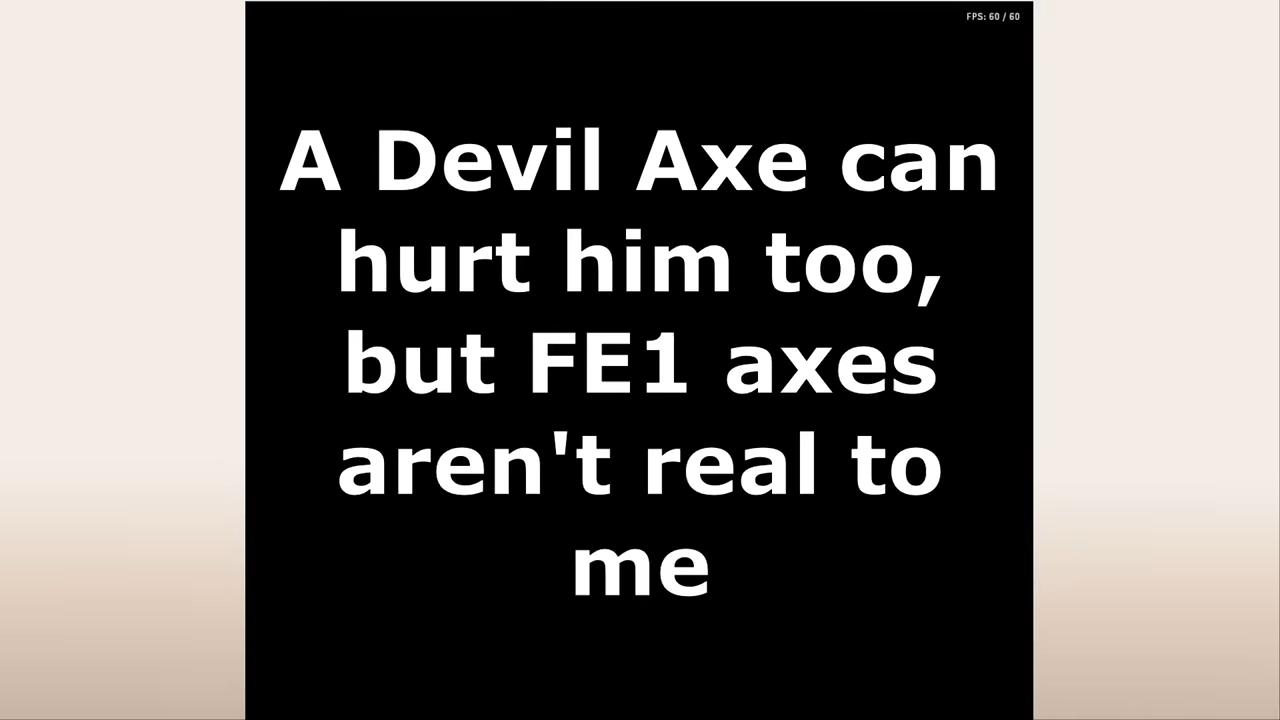 FPS: 60 / 60
A Devil Axe can
hurt him too,
but FE1 axes
aren't real to
me